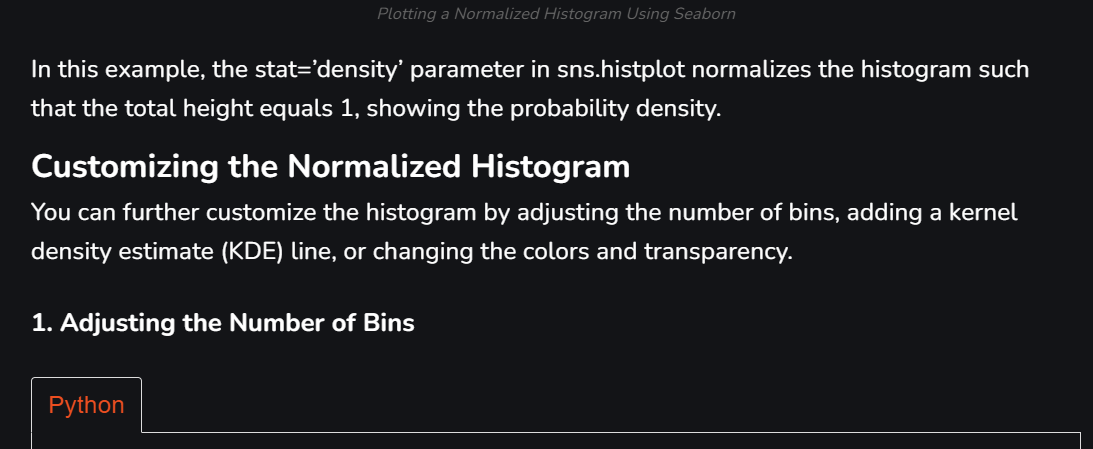 Plotting a Normalized Histogram Using Seaborn
In this example, the stat=’density’ parameter in sns.histplot normalizes the histogram such
that the total height equals 1, showing the probability density.
Customizing the Normalized Histogram
You can further customize the histogram by adjusting the number of bins, adding a kernel
density estimate (KDE) line, or changing the colors and transparency.
1. Adjusting the Number of Bins
Python